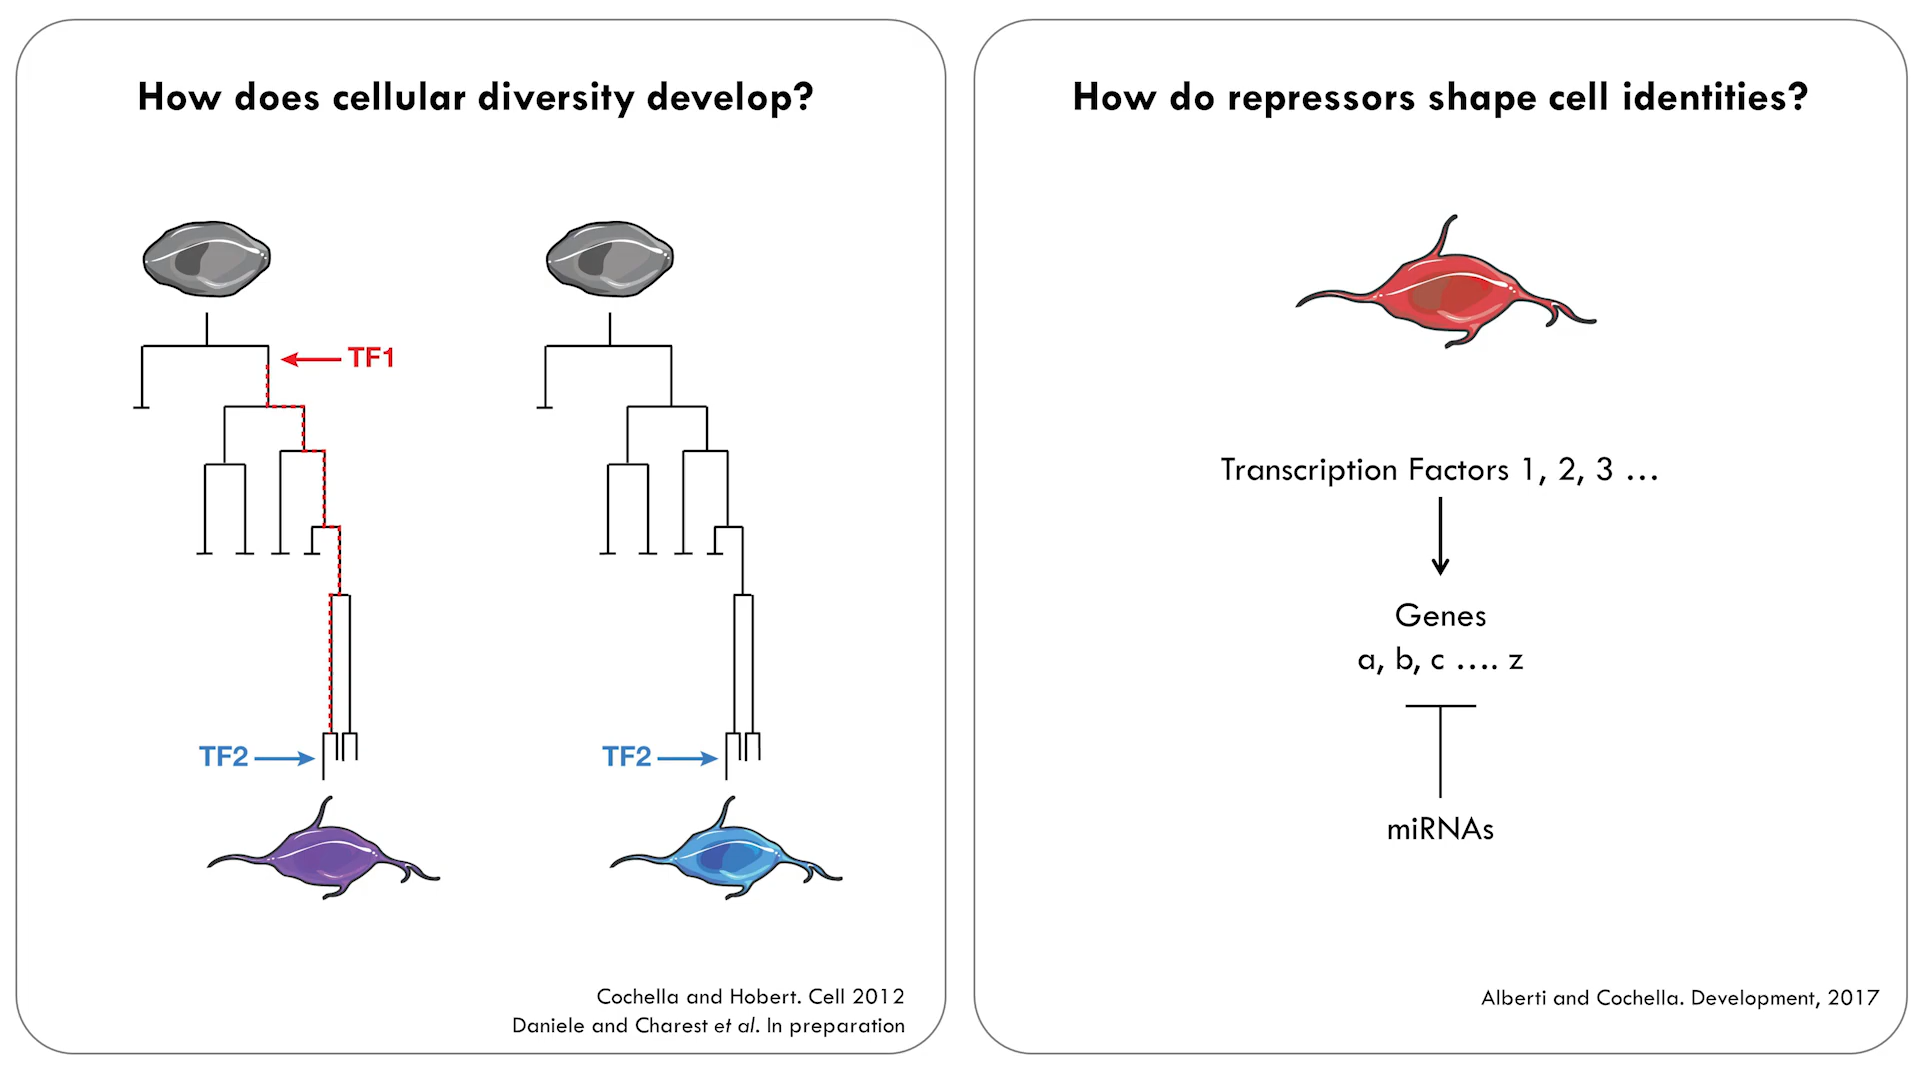 How does cellular diversity develop?
TF1
TF2
TF2
Cochella and Hobert. Cell 2012
Daniele and Charest et al. In preparation
How do repressors shape cell identities?
Transcription Factors 1, 2, 3 ...
Genes
a, b, c .... z
miRNAs
Alberti and Cochella. Development, 2017